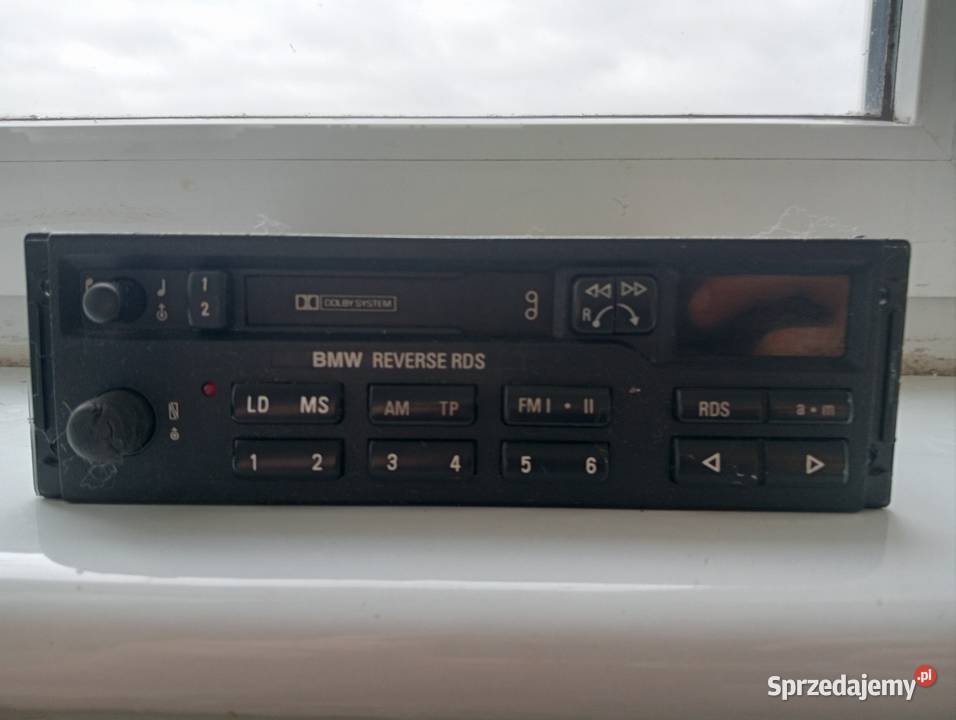 1
2
DOLBY SYSTEM
R
BMW REVERSE RDS
LD MS AM TP FM I • II RDS a•m
1 2 3 4 5 6
Sprzedajemy.pl